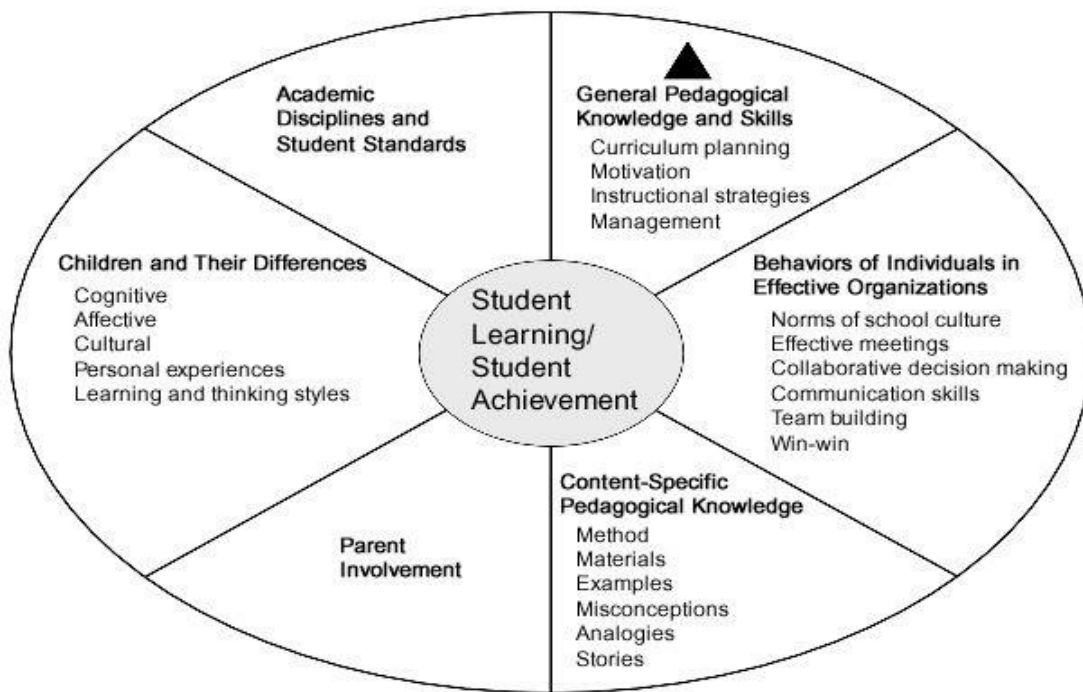 Academic
Disciplines and
Student Standards
General Pedagogical
Knowledge and Skills
Curriculum planning
Motivation
Instructional strategies
Management
Children and Their Differences
Cognitive
Affective
Cultural
Personal experiences
Learning and thinking styles
Student
Learning/
Student
Achievement
Behaviors of Individuals in
Effective Organizations
Norms of school culture
Effective meetings
Collaborative decision making
Communication skills
Team building
Win-win
Parent
Involvement
Content-Specific
Pedagogical Knowledge
Method
Materials
Examples
Misconceptions
Analogies
Stories